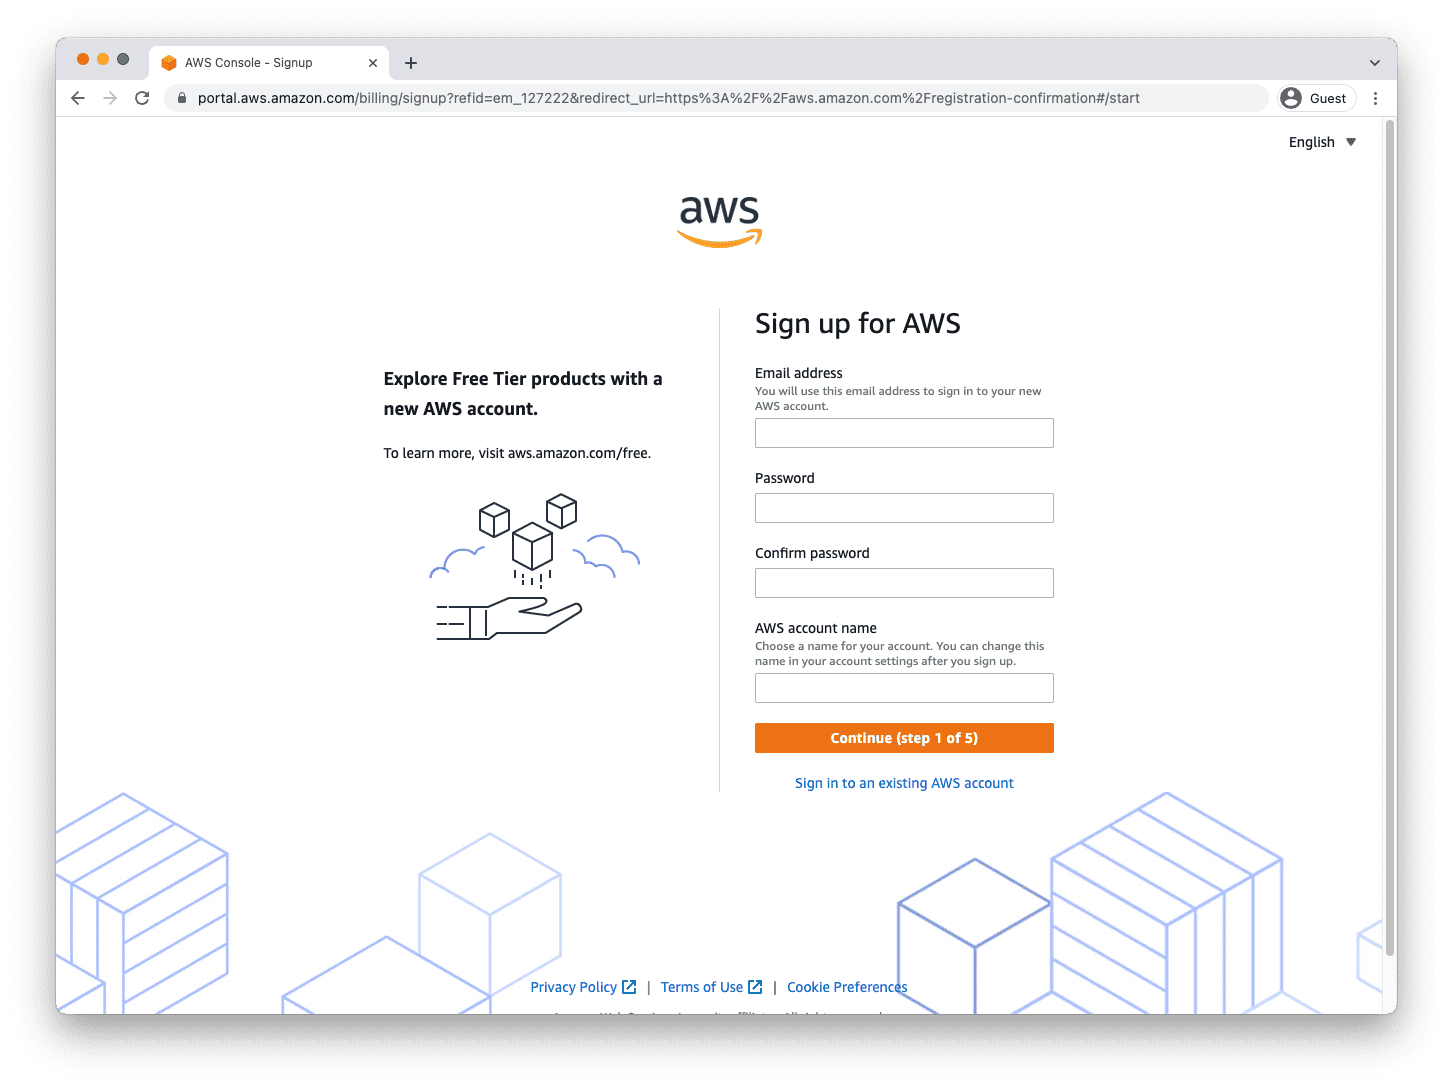 AWS Console - Signup
portal.aws.amazon.com/billing/signup?refid=em_127222&redirect_url=https%3A%2F%2Faws.amazon.com%2Fregistration-confirmation#/start
Guest
English
aws
Explore Free Tier products with a
new AWS account.
To learn more, visit aws.amazon.com/free.
Sign up for AWS
Email address
You will use this email address to sign in to your new
AWS account.
Password
Confirm password
AWS account name
Choose a name for your account. You can change this
name in your account settings after you sign up.
Continue (step 1 of 5)
Sign in to an existing AWS account
Privacy Policy | Terms of Use | Cookie Preferences